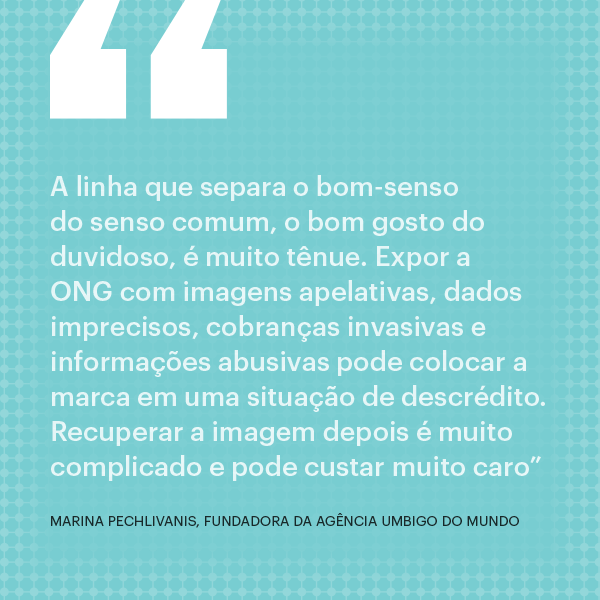 “
A linha que separa o bom-senso
do senso comum, o bom gosto do
duvidoso, é muito tênue. Expor a
ONG com imagens apelativas, dados
imprecisos, cobranças invasivas e
informações abusivas pode colocar a
marca em uma situação de descrédito.
Recuperar a imagem depois é muito
complicado e pode custar muito caro”
MARINA PECHLIVANIS, FUNDADORA DA AGÊNCIA UMBIGO DO MUNDO